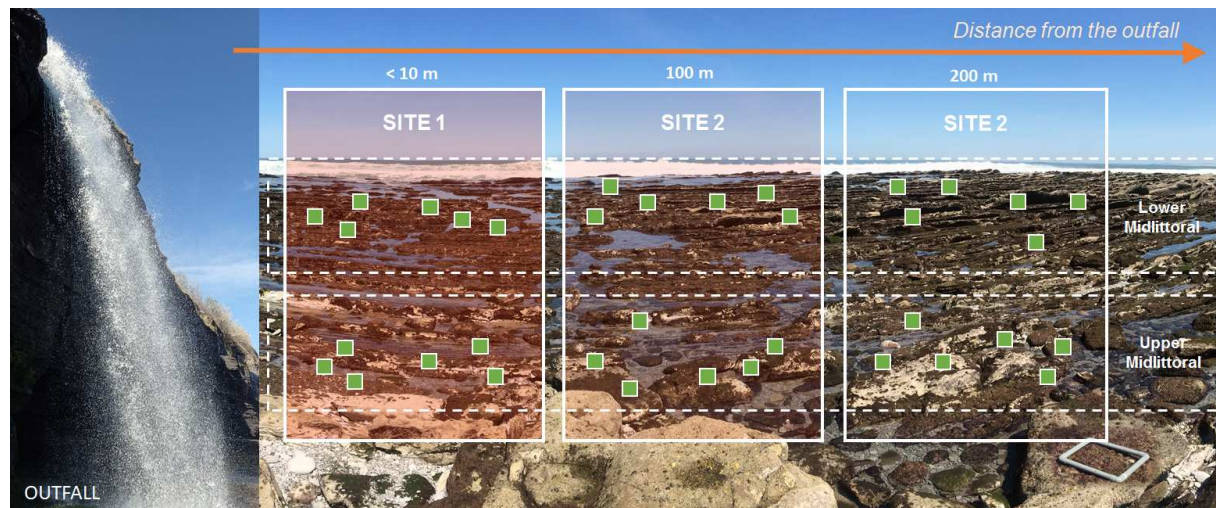 Distance from the outfall
< 10 m
100 m
200 m
SITE 1
SITE 2
SITE 2
Lower
Midlittoral
Upper
Midlittoral
OUTFALL